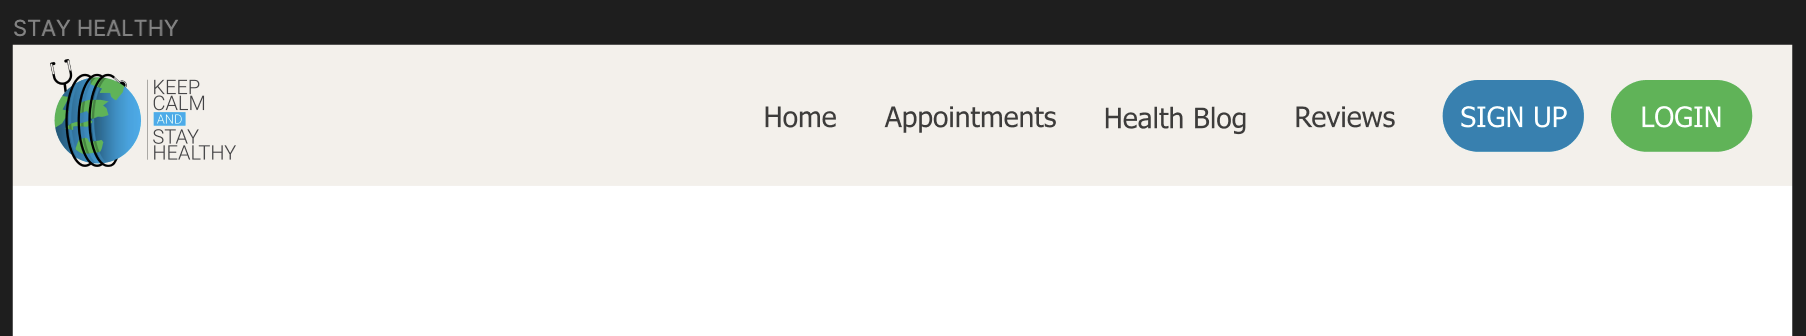 STAY HEALTHY
KEEP
CALM
AND
STAY
HEALTHY
Home Appointments Health Blog Reviews SIGN UP LOGIN